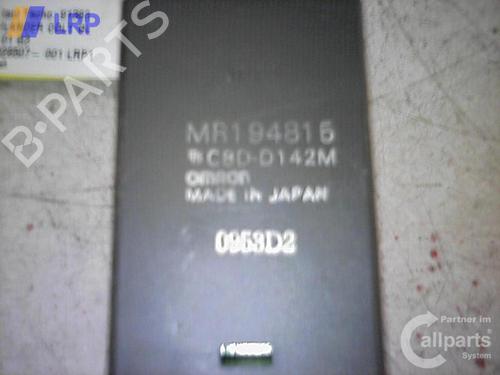 LRP
B-PARTS
MR194815
C8D-D142M
omron
MADE IN JAPAN
0953D2
Partner im
Callparts
System